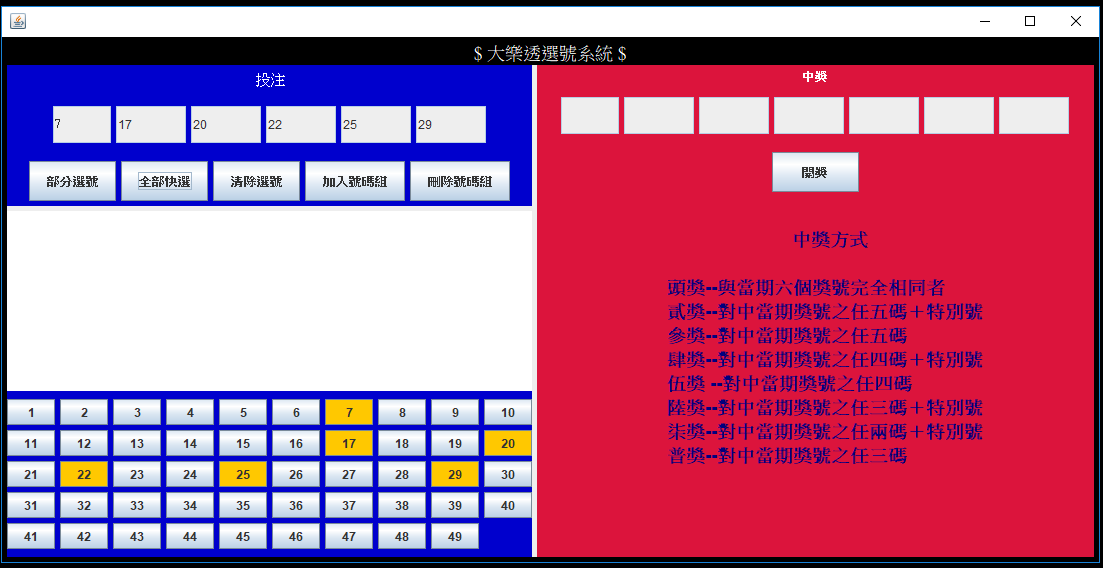 $ 大樂透選號系統 $
投注
7 17 20 22 25 29
部分選號 全部快選 清除選號 加入號碼組 刪除號碼組
1 2 3 4 5 6 7 8 9 10
11 12 13 14 15 16 17 18 19 20
21 22 23 24 25 26 27 28 29 30
31 32 33 34 35 36 37 38 39 40
41 42 43 44 45 46 47 48 49
中獎
開獎
中獎方式
頭獎--與當期六個獎號完全相同者
貳獎--對中當期獎號之任五碼＋特別號
參獎--對中當期獎號之任五碼
肆獎--對中當期獎號之任四碼＋特別號
伍獎 --對中當期獎號之任四碼
陸獎--對中當期獎號之任三碼＋特別號
柒獎--對中當期獎號之任兩碼＋特別號
普獎--對中當期獎號之任三碼